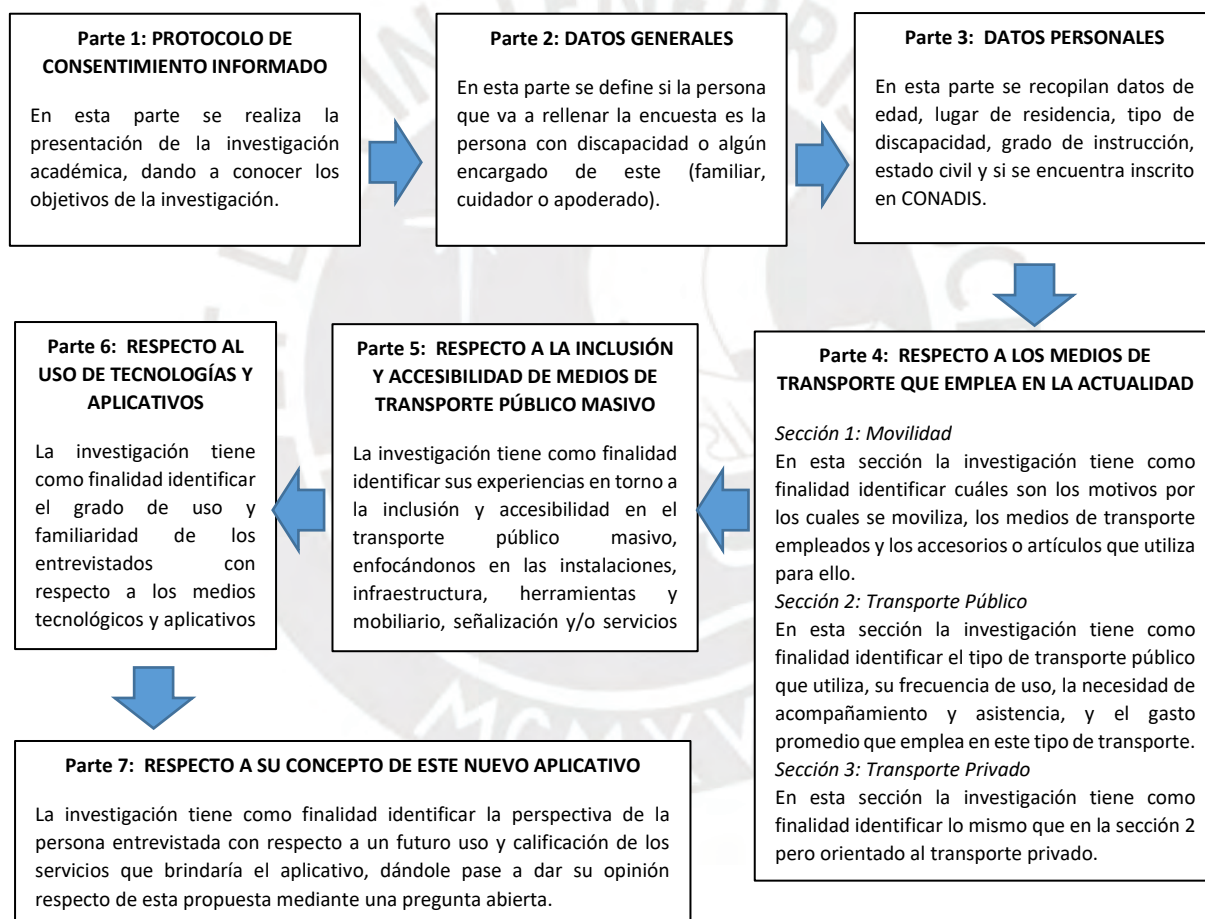 Parte 1: PROTOCOLO DE
CONSENTIMIENTO INFORMADO
En esta parte se realiza la
presentación de la investigación
académica, dando a conocer los
objetivos de la investigación.
Parte 2: DATOS GENERALES
En esta parte se define si la persona
que va a rellenar la encuesta es la
persona con discapacidad o algún
encargado de este (familiar,
cuidador o apoderado).
Parte 3: DATOS PERSONALES
En esta parte se recopilan datos de
edad, lugar de residencia, tipo de
discapacidad, grado de instrucción,
estado civil y si se encuentra inscrito
en CONADIS.
Parte 4: RESPECTO A LOS MEDIOS DE
TRANSPORTE QUE EMPLEA EN LA ACTUALIDAD
Sección 1: Movilidad
En esta sección la investigación tiene como
finalidad identificar cuáles son los motivos por
los cuales se moviliza, los medios de transporte
empleados y los accesorios o artículos que utiliza
para ello.
Sección 2: Transporte Público
En esta sección la investigación tiene como
finalidad identificar el tipo de transporte público
que utiliza, su frecuencia de uso, la necesidad de
acompañamiento y asistencia, y el gasto
promedio que emplea en este tipo de transporte.
Sección 3: Transporte Privado
En esta sección la investigación tiene como
finalidad identificar lo mismo que en la sección 2
pero orientado al transporte privado.
Parte 5: RESPECTO A LA INCLUSIÓN
Y ACCESIBILIDAD DE MEDIOS DE
TRANSPORTE PÚBLICO MASIVO
La investigación tiene como finalidad
identificar sus experiencias en torno a
la inclusión y accesibilidad en el
transporte público masivo,
enfocándonos en las instalaciones,
infraestructura, herramientas y
mobiliario, señalización y/o servicios
Parte 6: RESPECTO AL
USO DE TECNOLOGÍAS Y
APLICATIVOS
La investigación tiene
como finalidad identificar
el grado de uso y
familiaridad de los
entrevistados con
respecto a los medios
tecnológicos y aplicativos
Parte 7: RESPECTO A SU CONCEPTO DE ESTE NUEVO APLICATIVO
La investigación tiene como finalidad identificar la perspectiva de la
persona entrevistada con respecto a un futuro uso y calificación de los
servicios que brindaría el aplicativo, dándole pase a dar su opinión
respecto de esta propuesta mediante una pregunta abierta.